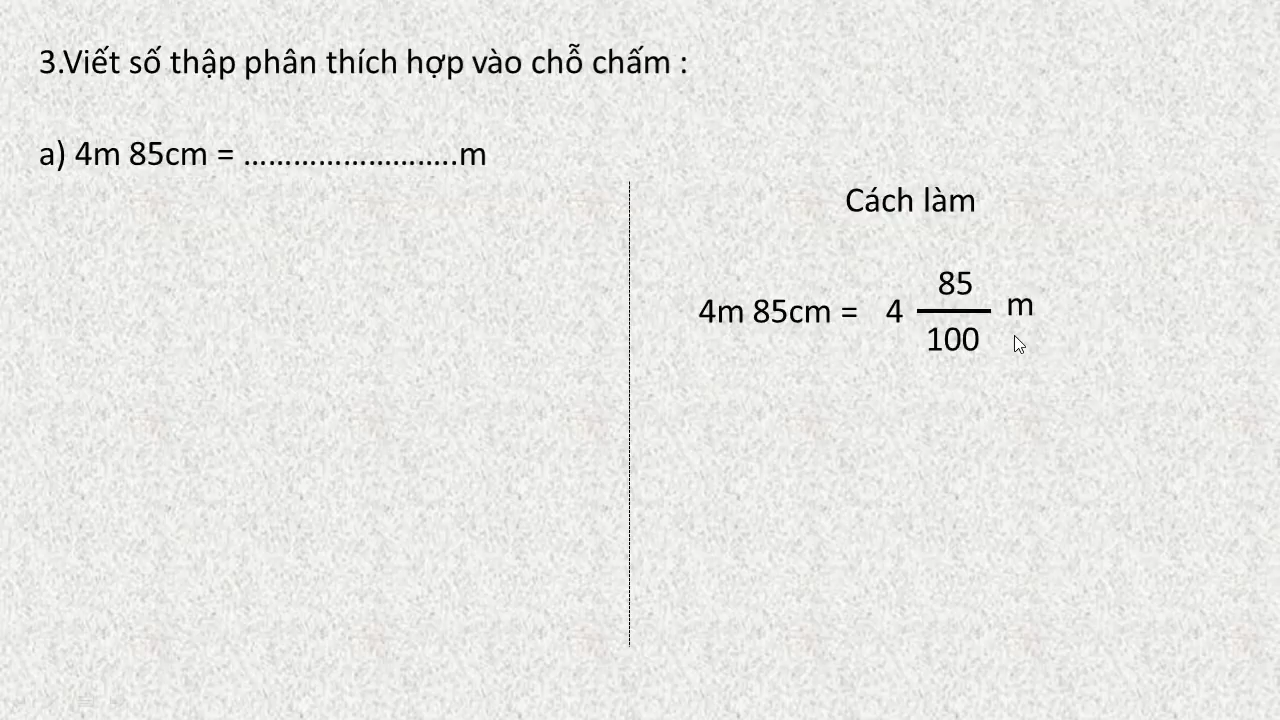 3.Viết số thập phân thích hợp vào chỗ chấm :
a) 4m 85cm = ..........................m
Cách làm
4m 85cm = 4 85/100 m